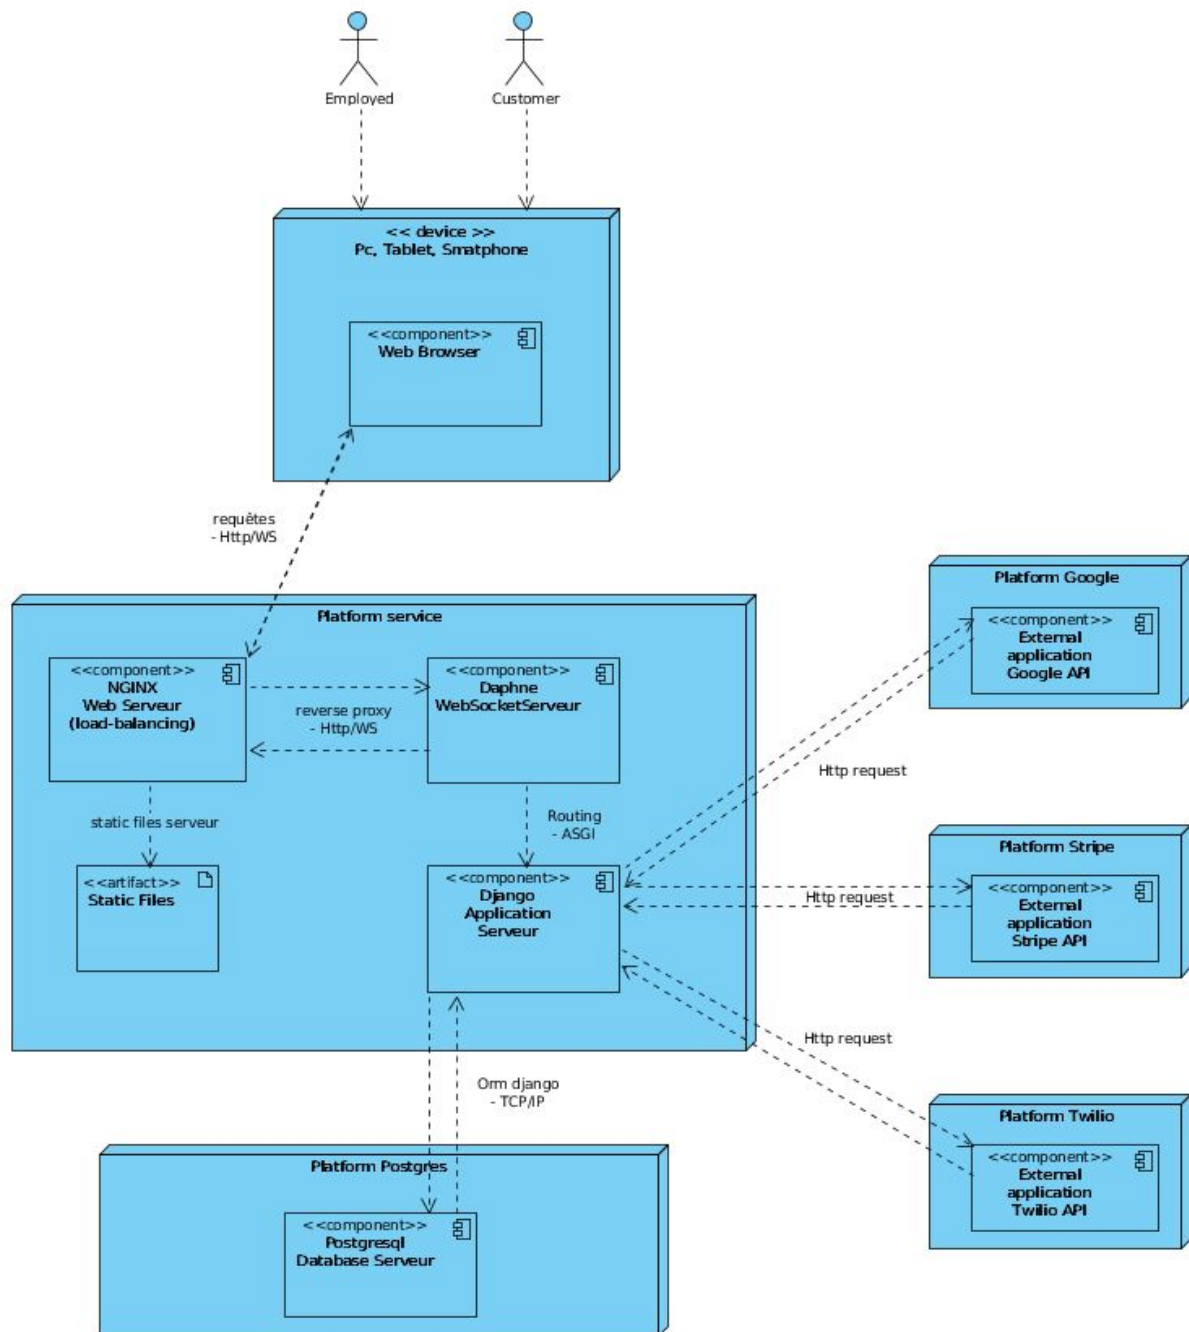 Employed
Customer
<< device >>
Pc, Tablet, Smatphone
<<component>>
Web Browser
requêtes
- Http/WS
Platform service
<<component>>
NGINX
Web Serveur
(load-balancing)
<<component>>
Daphne
WebSocketServeur
reverse proxy
- Http/WS
static files serveur
Routing
- ASGI
<<artifact>>
Static Files
<<component>>
Django
Application
Serveur
Platform Google
<<component>>
External
application
Google API
Http request
Platform Stripe
<<component>>
External
application
Stripe API
Http request
Http request
Platform Twilio
<<component>>
External
application
Twilio API
Orm django
- TCP/IP
Platform Postgres
<<component>>
Postgresql
Database Serveur